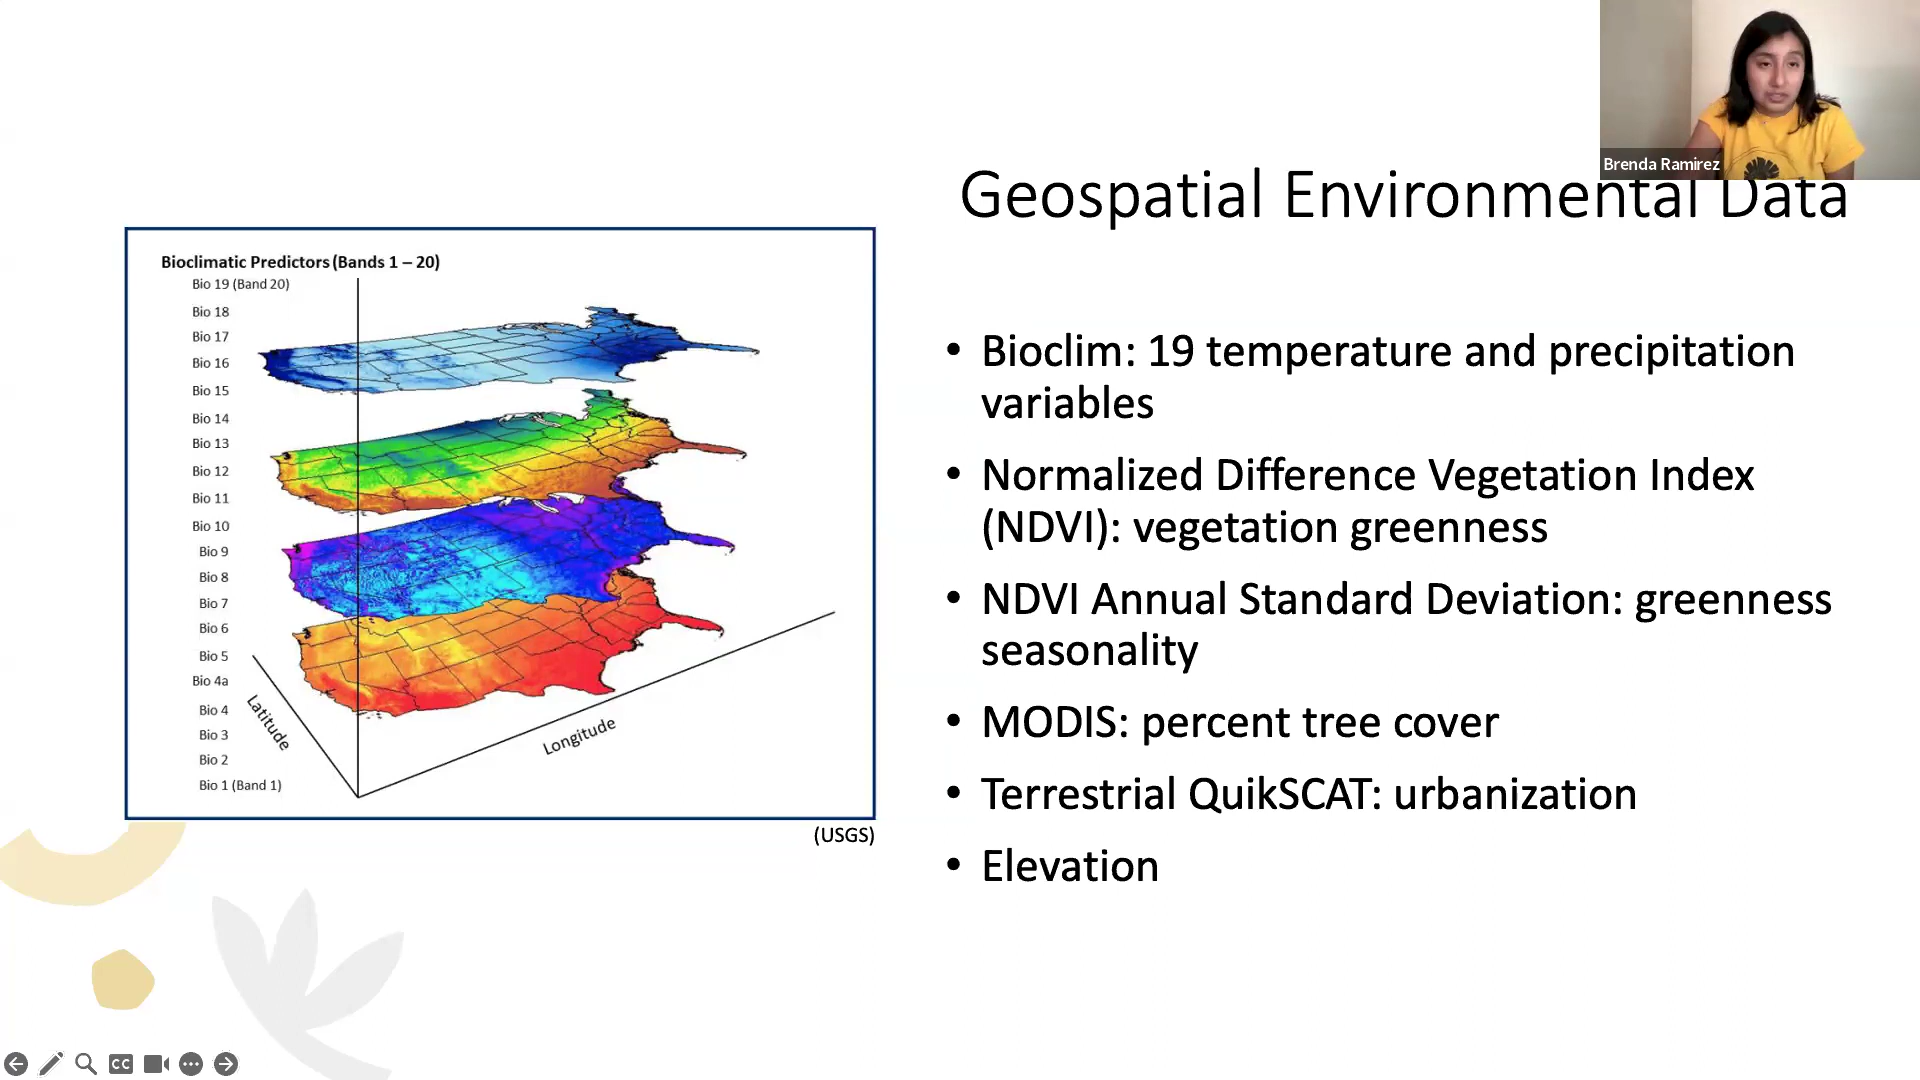 Brenda Ramirez
Geospatial Environmental Data
Bioclimatic Predictors (Bands 1 – 20)
Bio 19 (Band 20)
Bio 18
Bio 17
Bio 16
Bio 15
Bio 14
Bio 13
Bio 12
Bio 11
Bio 10
Bio 9
Bio 8
Bio 7
Bio 6
Bio 5
Bio 4a
Bio 4
Bio 3
Bio 2
Bio 1 (Band 1)
Latitude
Longitude
(USGS)
• Bioclim: 19 temperature and precipitation
variables
• Normalized Difference Vegetation Index
(NDVI): vegetation greenness
• NDVI Annual Standard Deviation: greenness
seasonality
• MODIS: percent tree cover
• Terrestrial QuikSCAT: urbanization
• Elevation
CC